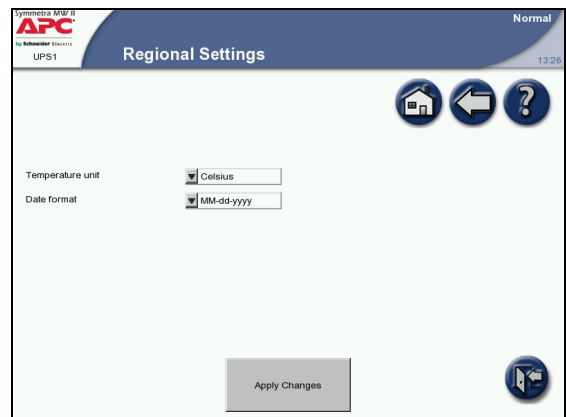 Symmetra MW II
APC
by Schneider Electric
UPS1
Regional Settings
Normal
13:26
?
Temperature unit
Celsius
Date format
MM-dd-yyyy
Apply Changes